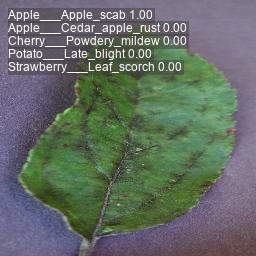 Apple___Apple_scab 1.00
Apple___Cedar_apple_rust 0.00
Cherry___Powdery_mildew 0.00
Potato___Late_blight 0.00
Strawberry___Leaf_scorch 0.00